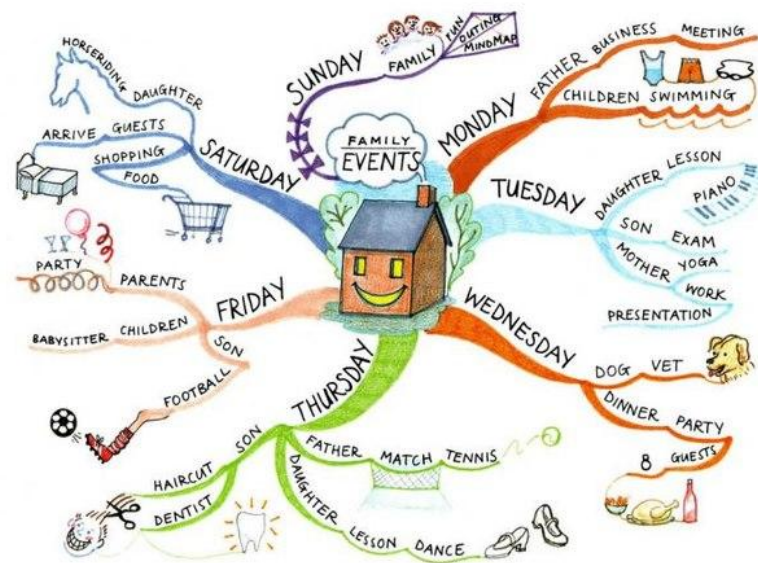 FAMILY
EVENTS
SUNDAY
FAMILY
FUN
OUTING
MINDMAP
MONDAY
FATHER BUSINESS MEETING
CHILDREN SWIMMING
TUESDAY
DAUGHTER LESSON
PIANO
SON EXAM
MOTHER YOGA
WORK
PRESENTATION
WEDNESDAY
DOG VET
DINNER PARTY
8 GUESTS
THURSDAY
FATHER MATCH TENNIS
DAUGHTER LESSON DANCE
SON
HAIRCUT
DENTIST
FRIDAY
PARENTS
PARTY
CHILDREN
BABYSITTER
SON
FOOTBALL
SATURDAY
DAUGHTER
HORSERIDING
ARRIVE GUESTS
SHOPPING
FOOD